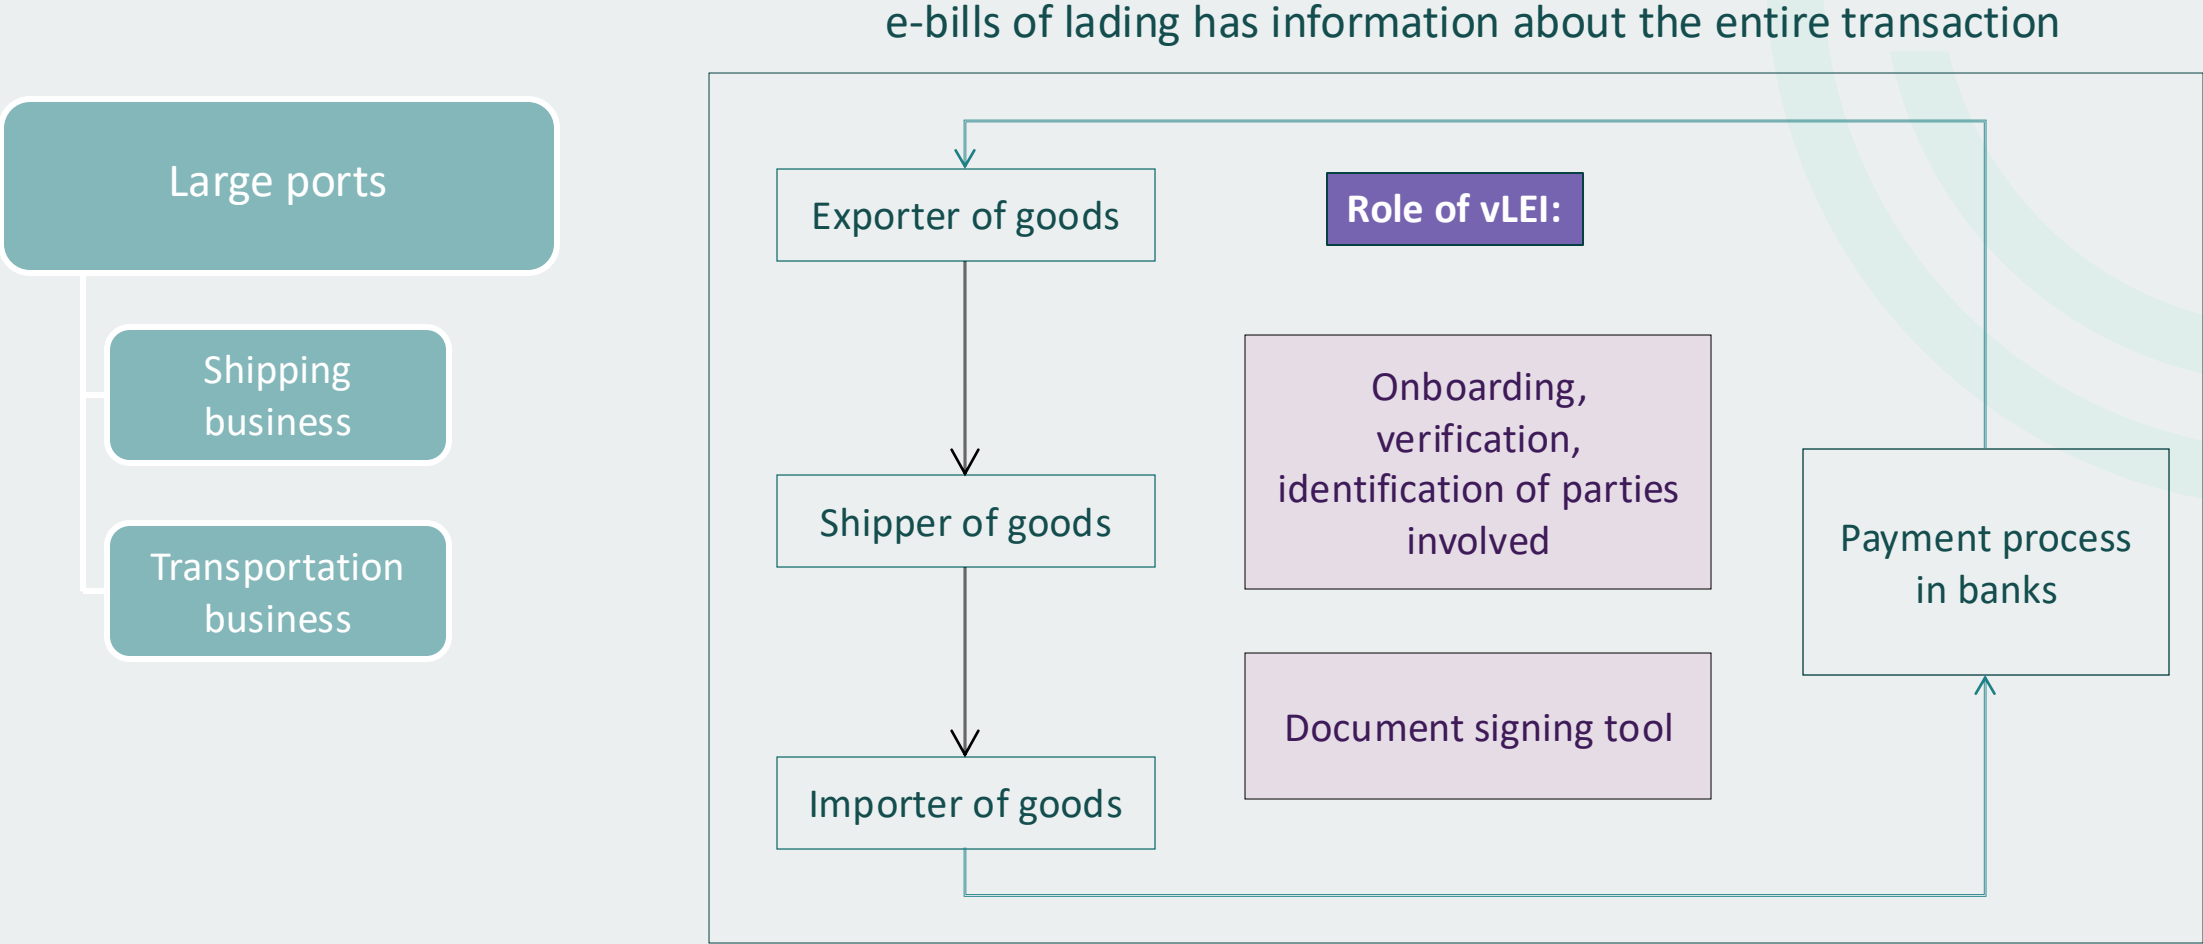 e-bills of lading has information about the entire transaction
Large ports
Shipping
business
Transportation
business
Exporter of goods
Shipper of goods
Importer of goods
Role of vLEI:
Onboarding,
verification,
identification of parties
involved
Document signing tool
Payment process
in banks